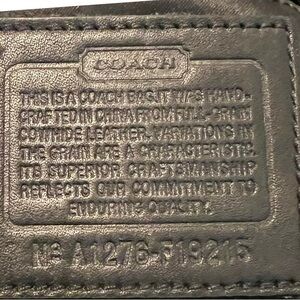 COACH
THIS IS A COACH BAG. IT WAS HAND-
CRAFTED IN CHINA FROM FULL-GRAIN
COWHIDE LEATHER. VARIATIONS IN
THE GRAIN ARE A CHARACTERISTIC.
ITS SUPERIOR CRAFTSMANSHIP
REFLECTS OUR COMMITMENT TO
ENDURING QUALITY.
Nº A1276-F19215